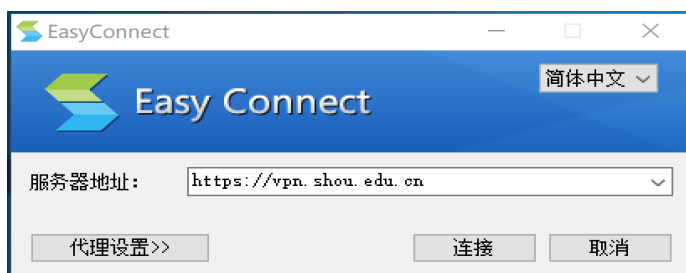 EasyConnect
简体中文
Easy Connect
服务器地址：
https://vpn.shou.edu.cn
代理设置>>
连接
取消